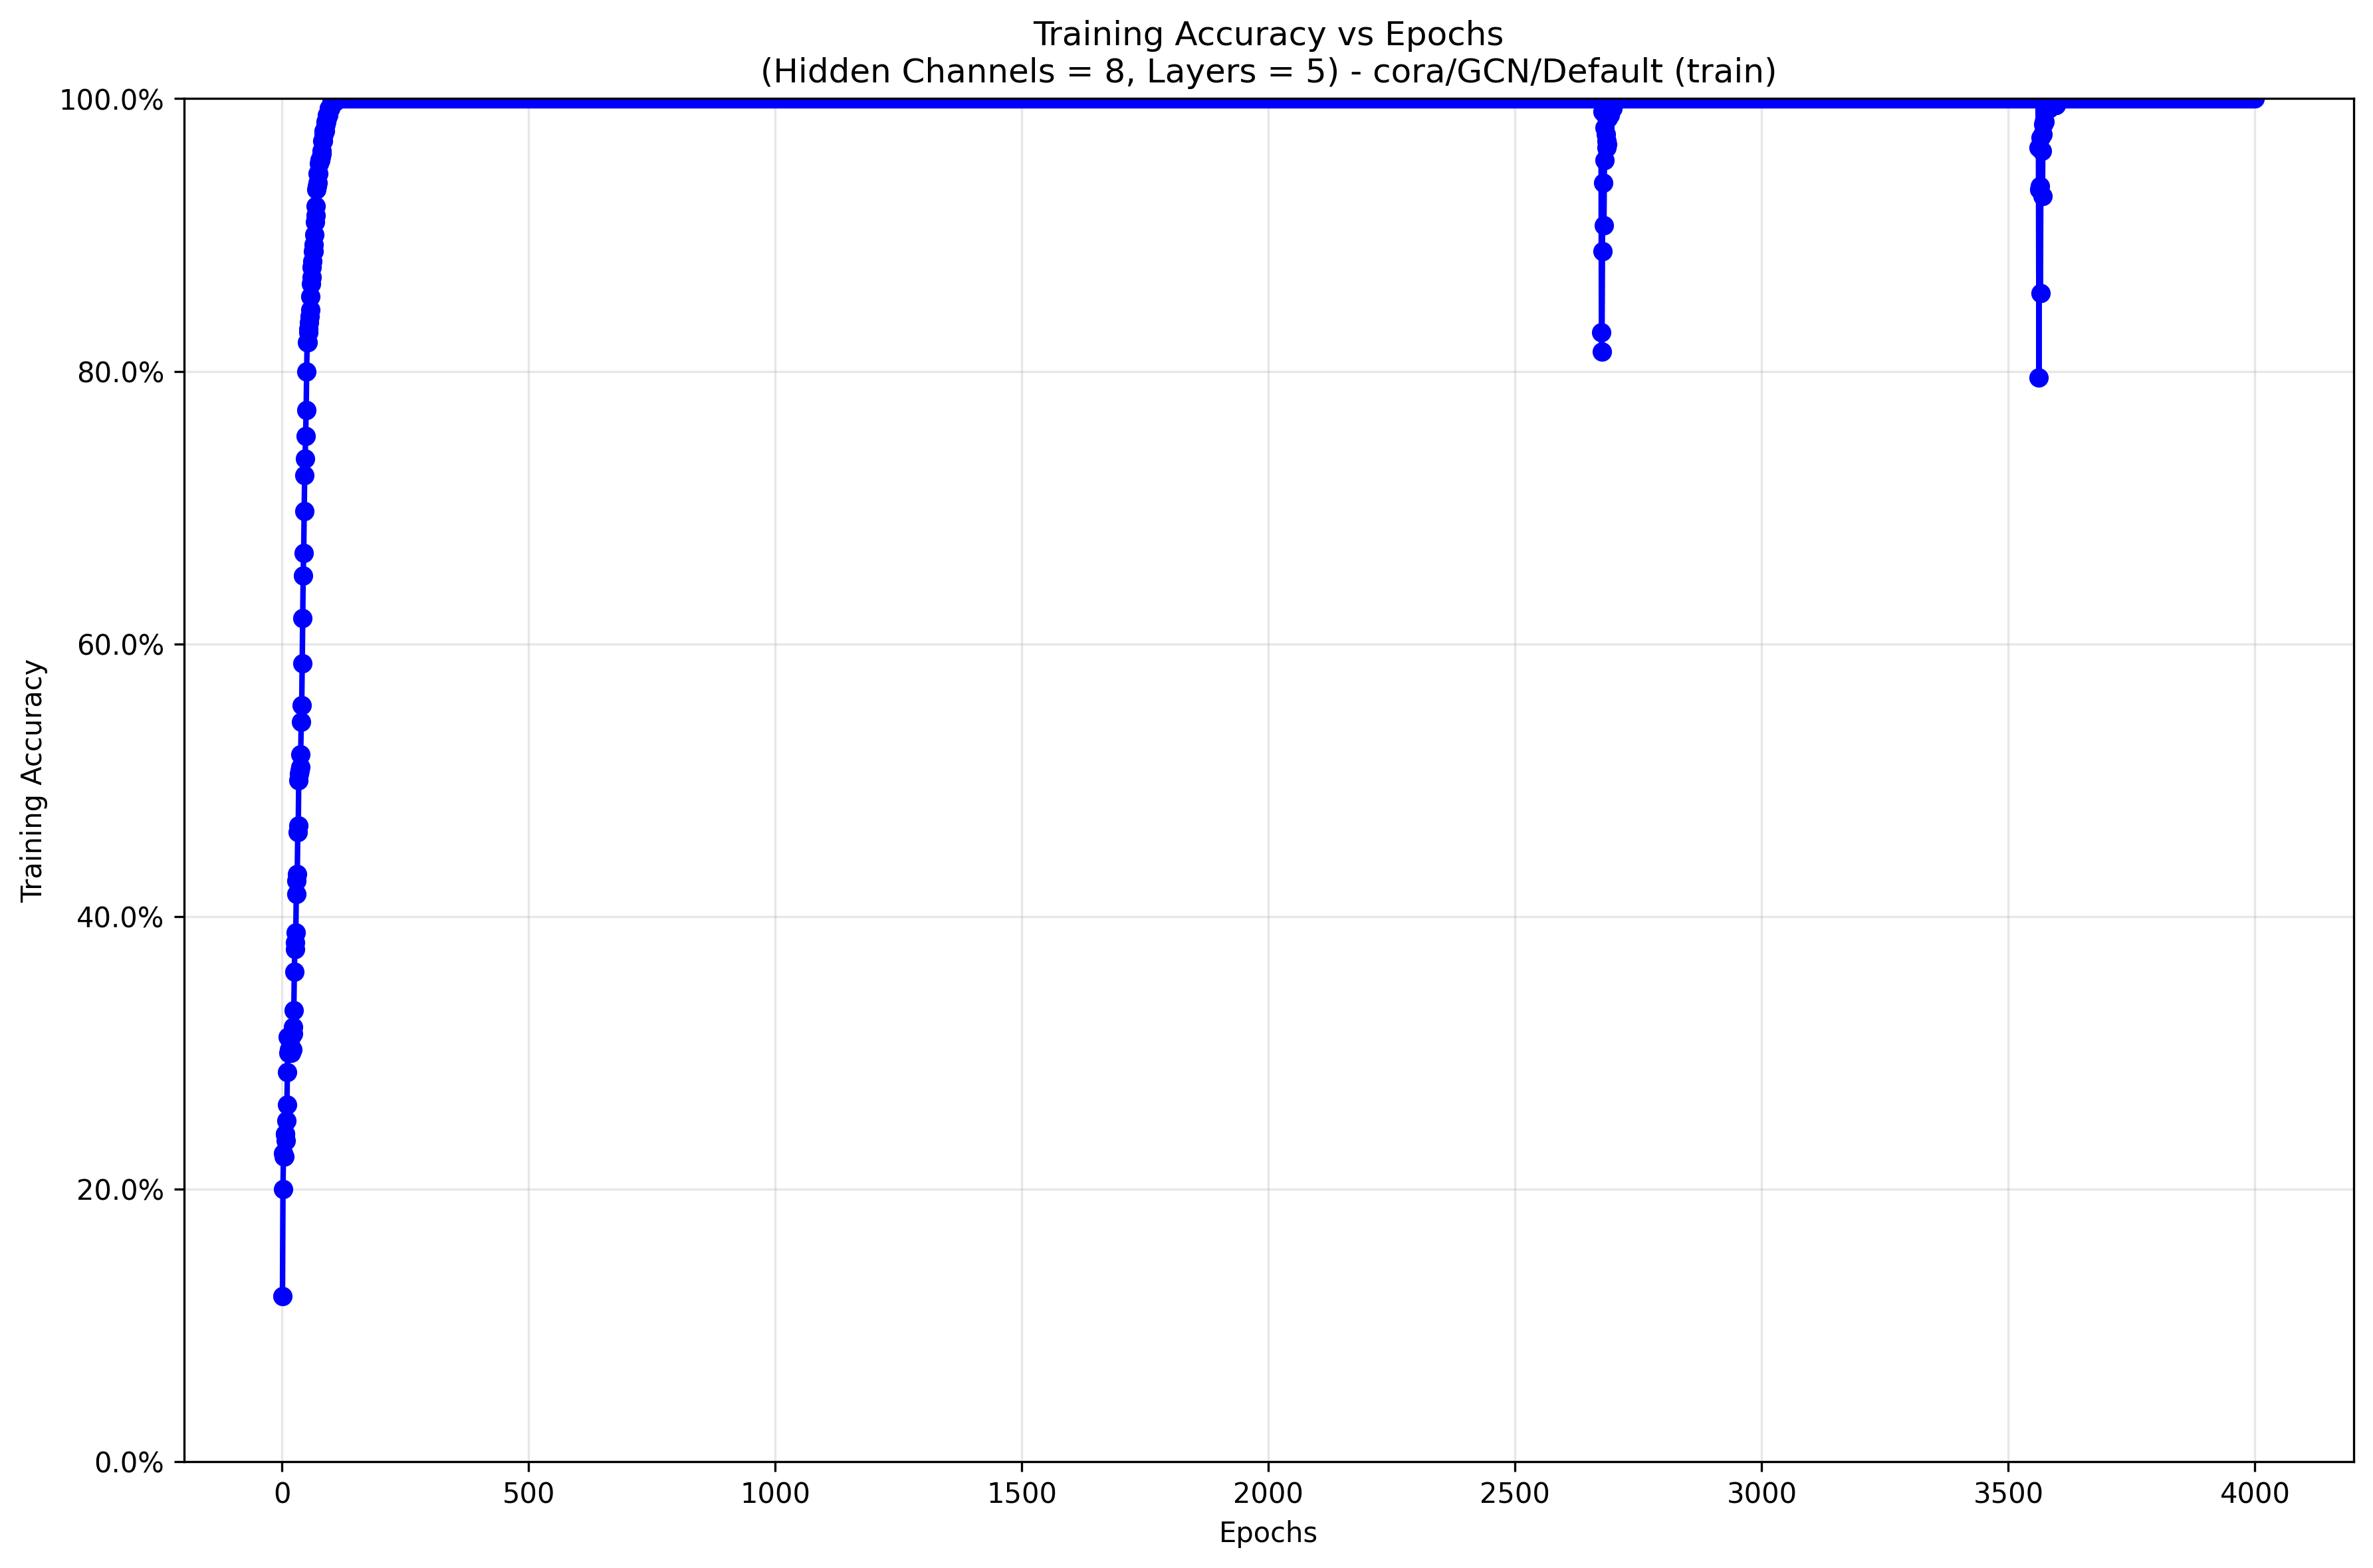 Training Accuracy vs Epochs
(Hidden Channels = 8, Layers = 5) - cora/GCN/Default (train)
100.0%
80.0%
60.0%
40.0%
20.0%
0.0%
Training Accuracy
0 500 1000 1500 2000 2500 3000 3500 4000
Epochs